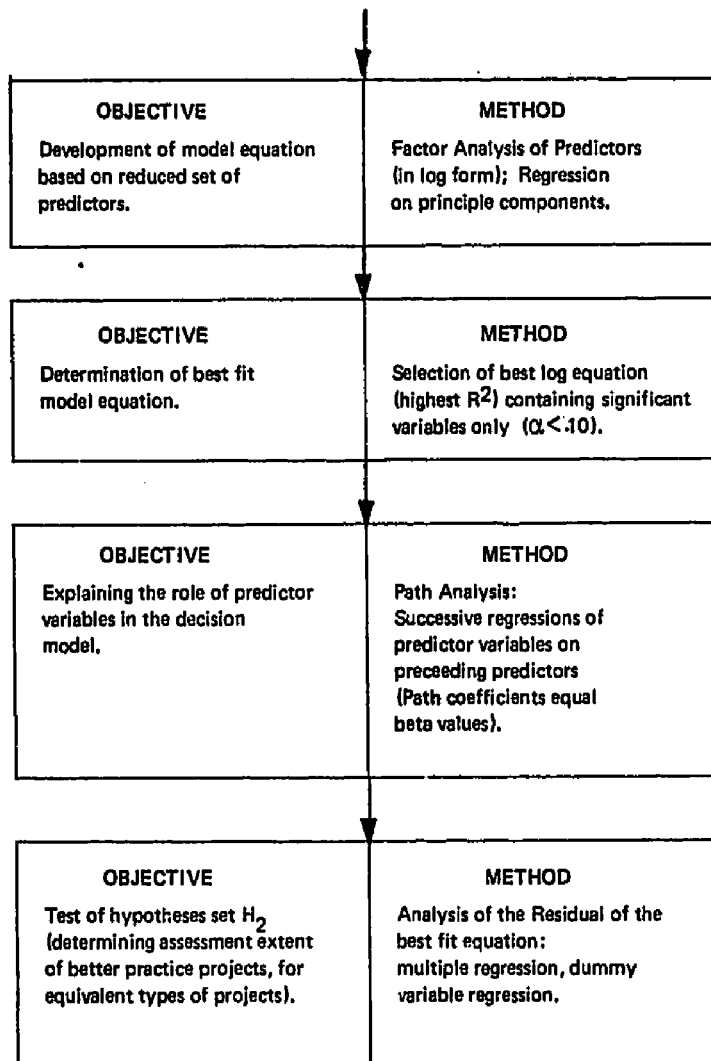 OBJECTIVE
Development of model equation
based on reduced set of
predictors.
METHOD
Factor Analysis of Predictors
(in log form); Regression
on principle components.
OBJECTIVE
Determination of best fit
model equation.
METHOD
Selection of best log equation
(highest R²) containing significant
variables only (α < .10).
OBJECTIVE
Explaining the role of predictor
variables in the decision
model.
METHOD
Path Analysis:
Successive regressions of
predictor variables on
preceeding predictors
(Path coefficients equal
beta values).
OBJECTIVE
Test of hypotheses set H₂
(determining assessment extent
of better practice projects, for
equivalent types of projects).
METHOD
Analysis of the Residual of the
best fit equation:
multiple regression, dummy
variable regression.